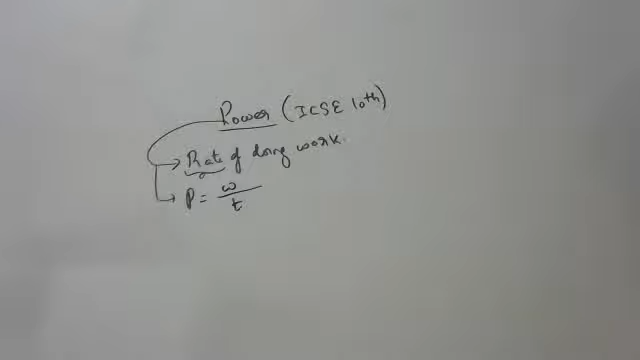 Power (ICSE 10th)
Rate of doing work.
P = w/t